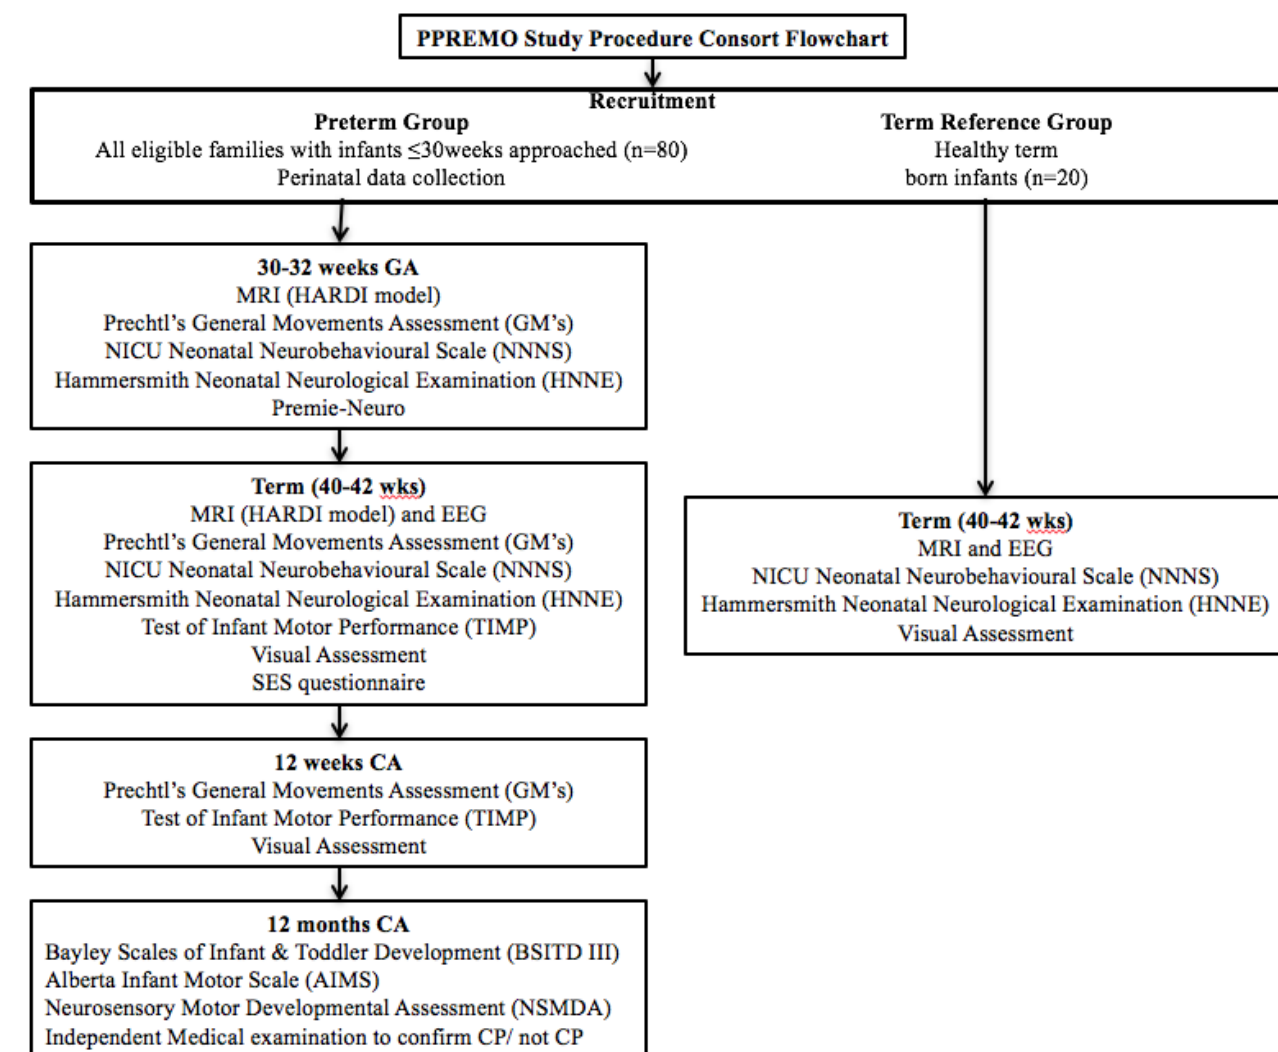 PPREMO Study Procedure Consort Flowchart
Recruitment
Preterm Group
All eligible families with infants ≤30weeks approached (n=80)
Perinatal data collection
Term Reference Group
Healthy term
born infants (n=20)
30-32 weeks GA
MRI (HARDI model)
Prechtl’s General Movements Assessment (GM’s)
NICU Neonatal Neurobehavioural Scale (NNNS)
Hammersmith Neonatal Neurological Examination (HNNE)
Premie-Neuro
Term (40-42 wks)
MRI (HARDI model) and EEG
Prechtl’s General Movements Assessment (GM’s)
NICU Neonatal Neurobehavioural Scale (NNNS)
Hammersmith Neonatal Neurological Examination (HNNE)
Test of Infant Motor Performance (TIMP)
Visual Assessment
SES questionnaire
Term (40-42 wks)
MRI and EEG
NICU Neonatal Neurobehavioural Scale (NNNS)
Hammersmith Neonatal Neurological Examination (HNNE)
Visual Assessment
12 weeks CA
Prechtl’s General Movements Assessment (GM’s)
Test of Infant Motor Performance (TIMP)
Visual Assessment
12 months CA
Bayley Scales of Infant & Toddler Development (BSITD III)
Alberta Infant Motor Scale (AIMS)
Neurosensory Motor Developmental Assessment (NSMDA)
Independent Medical examination to confirm CP/ not CP